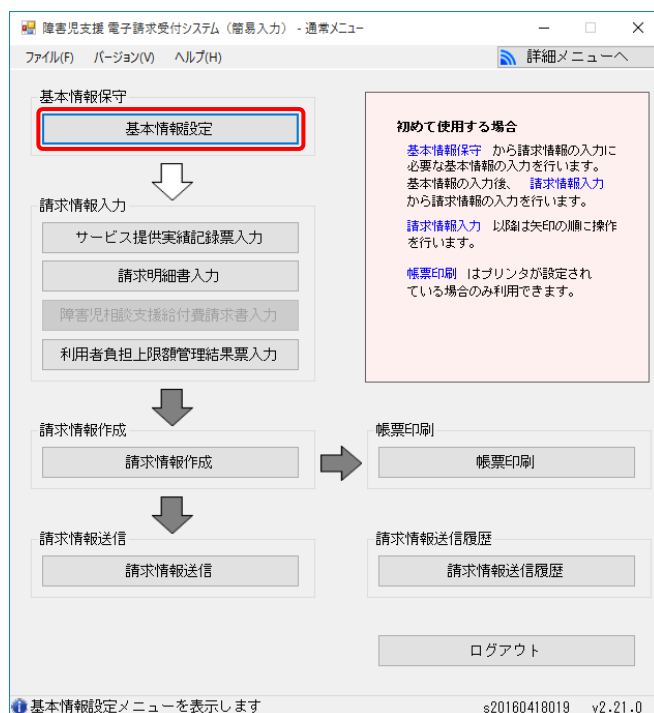 障害児支援 電子請求受付システム（簡易入力） - 通常メニュー
ファイル(F) バージョン(V) ヘルプ(H)
詳細メニューへ
基本情報保守
基本情報設定
請求情報入力
サービス提供実績記録票入力
請求明細書入力
障害児相談支援給付費請求書入力
利用者負担上限額管理結果票入力
請求情報作成
請求情報作成
請求情報送信
請求情報送信
初めて使用する場合
基本情報保守 から請求情報の入力に
必要な基本情報の入力を行います。
基本情報の入力後、 請求情報入力
から請求情報の入力を行います。
請求情報入力 以降は矢印の順に操作
を行います。
帳票印刷 はプリンタが設定され
ている場合のみ利用できます。
帳票印刷
帳票印刷
請求情報送信履歴
請求情報送信履歴
ログアウト
基本情報設定メニューを表示します
s20160418019 v2.21.0